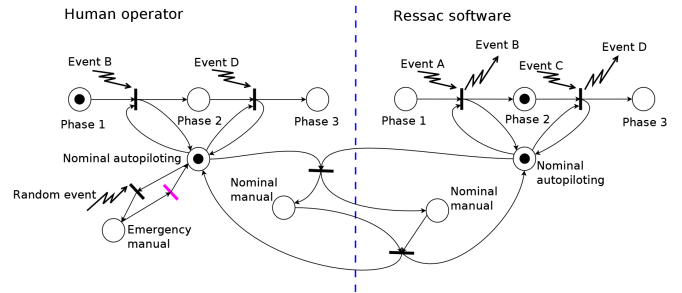 Human operator
Ressac software
Event B
Event D
Event A
Event B
Event C
Event D
Phase 1
Phase 2
Phase 3
Phase 1
Phase 2
Phase 3
Nominal autopiloting
Nominal
autopiloting
Random event
Nominal
manual
Nominal
manual
Emergency
manual